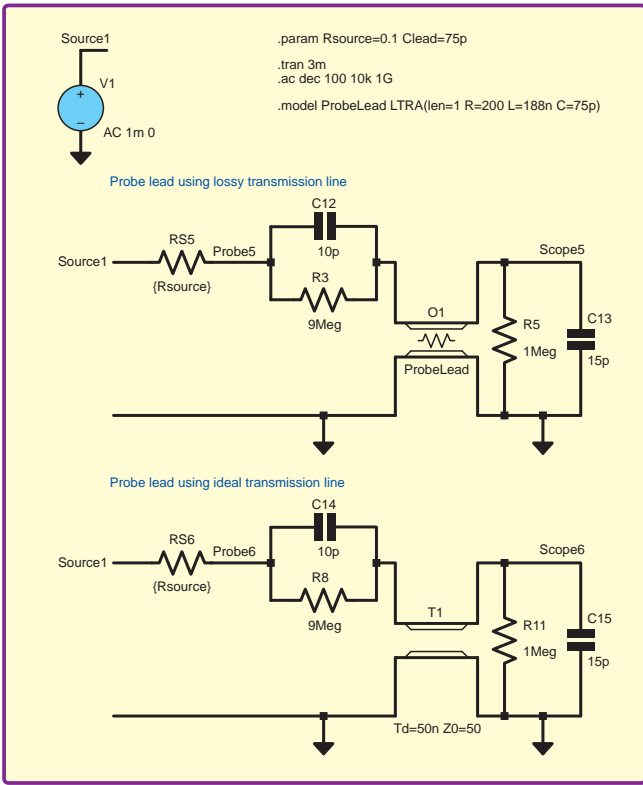 Source1
V1
+
–
AC 1m 0
.param Rsource=0.1 Clead=75p
.tran 3m
.ac dec 100 10k 1G
.model ProbeLead LTRA(len=1 R=200 L=188n C=75p)
Probe lead using lossy transmission line
Source1
RS5
{Rsource}
Probe5
C12
10p
R3
9Meg
O1
ProbeLead
Scope5
R5
1Meg
C13
15p
Probe lead using ideal transmission line
Source1
RS6
{Rsource}
Probe6
C14
10p
R8
9Meg
T1
Td=50n Z0=50
Scope6
R11
1Meg
C15
15p